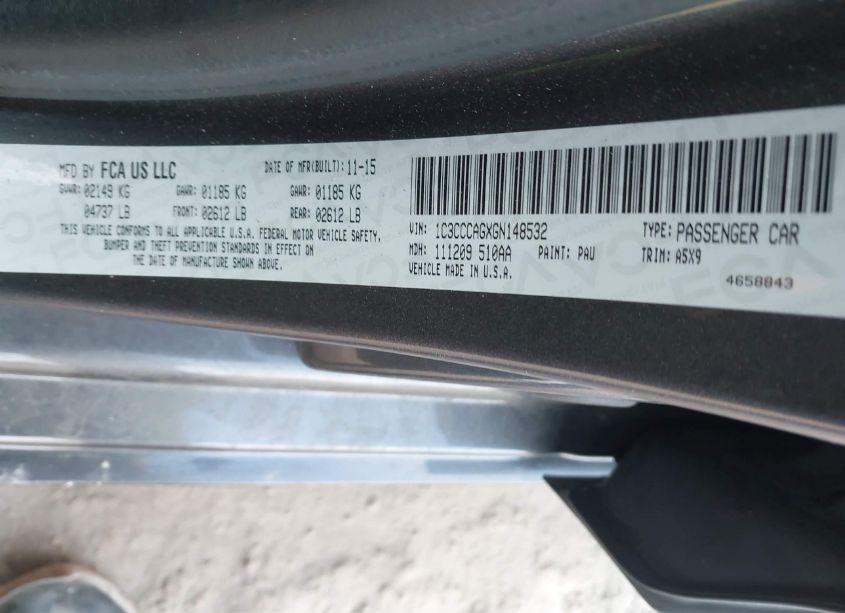 MFD BY FCA US LLC DATE OF MFR(BUILT): 11-15
GVWR: 02149 KG GAWR: 01185 KG GAWR: 01185 KG
04737 LB FRONT: 02612 LB REAR: 02612 LB
THIS VEHICLE CONFORMS TO ALL APPLICABLE U.S.A. FEDERAL MOTOR VEHICLE SAFETY,
BUMPER AND THEFT PREVENTION STANDARDS IN EFFECT ON
THE DATE OF MANUFACTURE SHOWN ABOVE.
VIN: 1C3CCCAGXGN148532 TYPE: PASSENGER CAR
MDH: 111209 510AA PAINT: PAU TRIM: A5X9
VEHICLE MADE IN U.S.A.
4658843